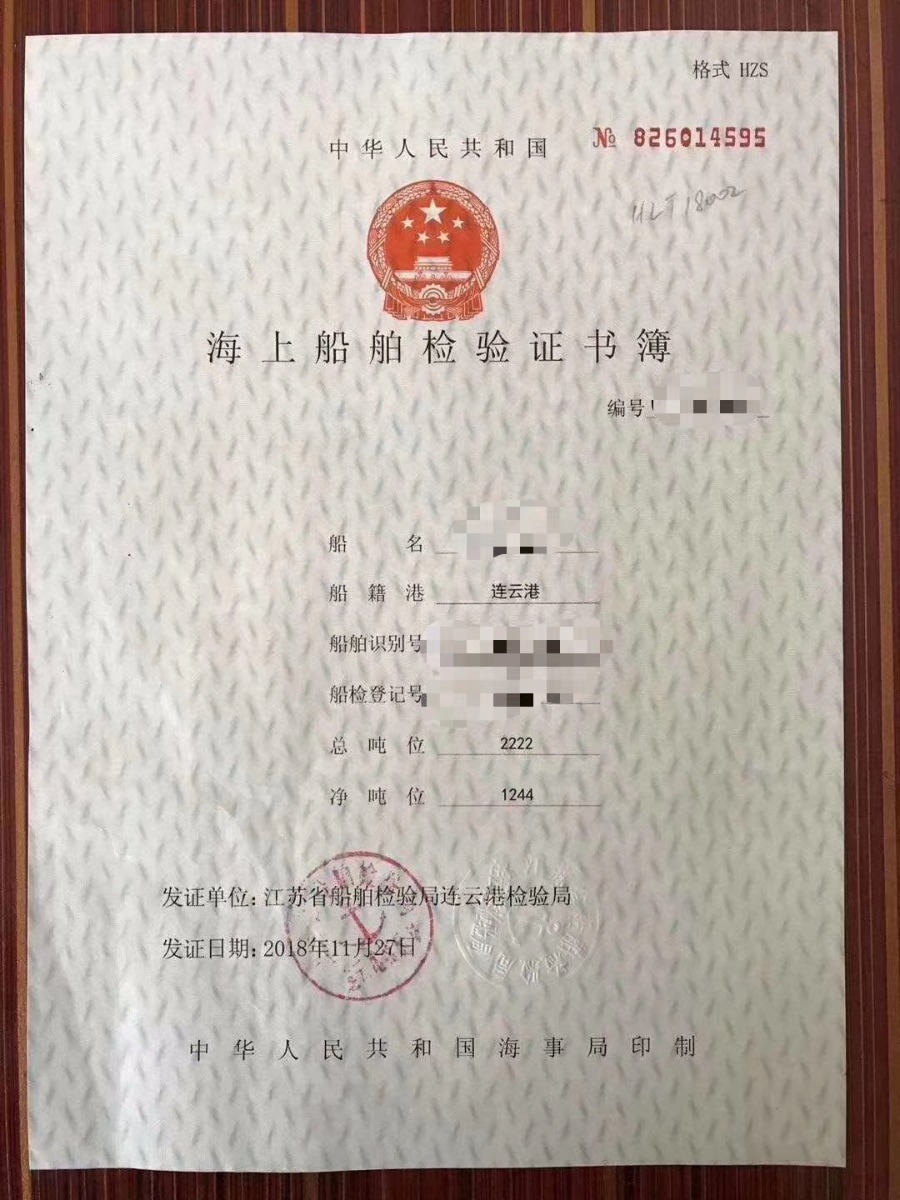 格式 HZS
中华人民共和国
№ 826014595
HLT18002
海上船舶检验证书簿
编号
船名
船籍港 连云港
船舶识别号
船检登记号
总吨位 2222
净吨位 1244
发证单位: 江苏省船舶检验局连云港检验局
发证日期: 2018年11月27日
中华人民共和国海事局印制